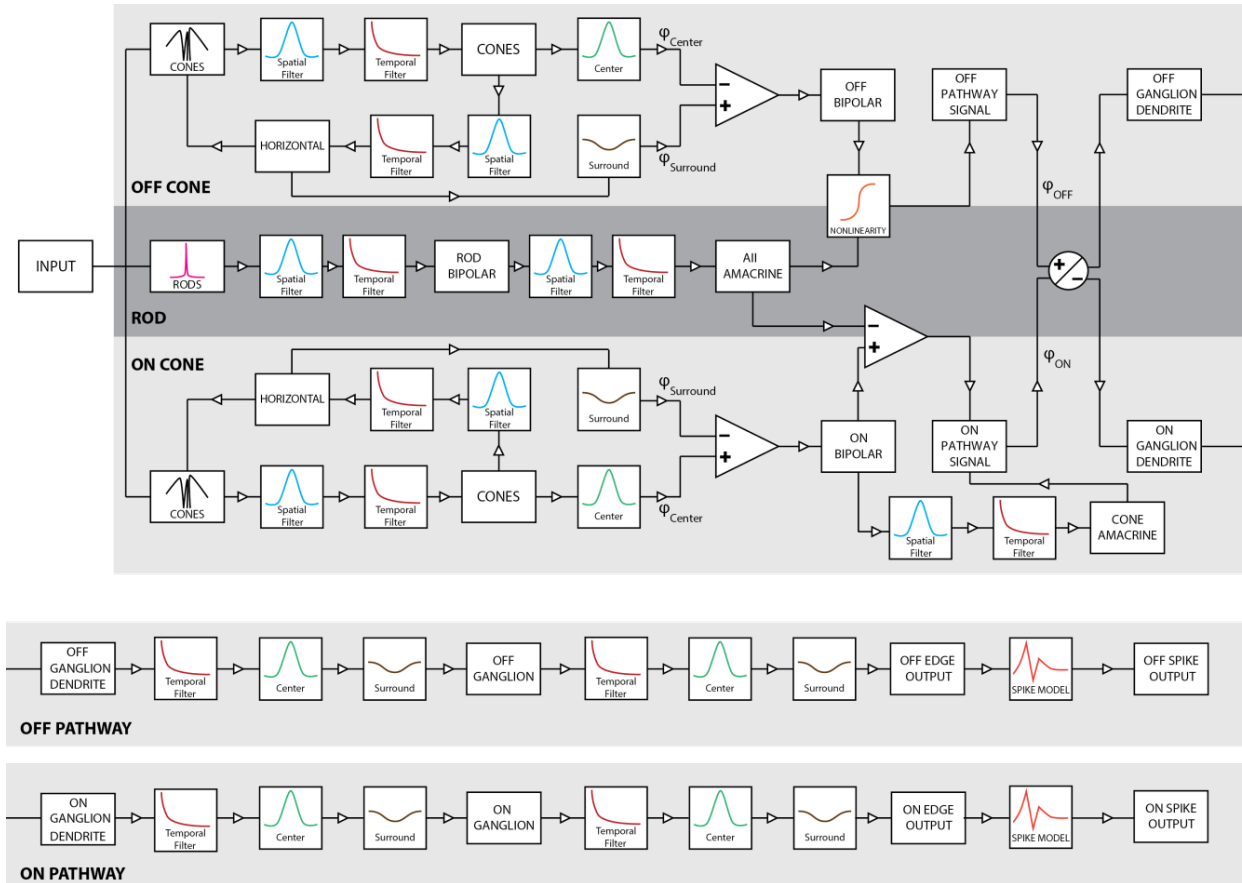 CONES
Spatial
Filter
Temporal
Filter
CONES
Center
φCenter
−
+
OFF
BIPOLAR
OFF
PATHWAY
SIGNAL
OFF
GANGLION
DENDRITE
HORIZONTAL
Temporal
Filter
Spatial
Filter
Surround
φSurround
OFF CONE
NONLINEARITY
φOFF
INPUT
RODS
Spatial
Filter
Temporal
Filter
ROD
BIPOLAR
Spatial
Filter
Temporal
Filter
AII
AMACRINE
+
−
ROD
−
+
ON CONE
φON
HORIZONTAL
Temporal
Filter
Spatial
Filter
Surround
φSurround
−
+
ON
BIPOLAR
ON
PATHWAY
SIGNAL
ON
GANGLION
DENDRITE
CONES
Spatial
Filter
Temporal
Filter
CONES
Center
φCenter
Spatial
Filter
Temporal
Filter
CONE
AMACRINE
OFF
GANGLION
DENDRITE
Temporal
Filter
Center
Surround
OFF
GANGLION
Temporal
Filter
Center
Surround
OFF EDGE
OUTPUT
SPIKE MODEL
OFF SPIKE
OUTPUT
OFF PATHWAY
ON
GANGLION
DENDRITE
Temporal
Filter
Center
Surround
ON
GANGLION
Temporal
Filter
Center
Surround
ON EDGE
OUTPUT
SPIKE MODEL
ON SPIKE
OUTPUT
ON PATHWAY